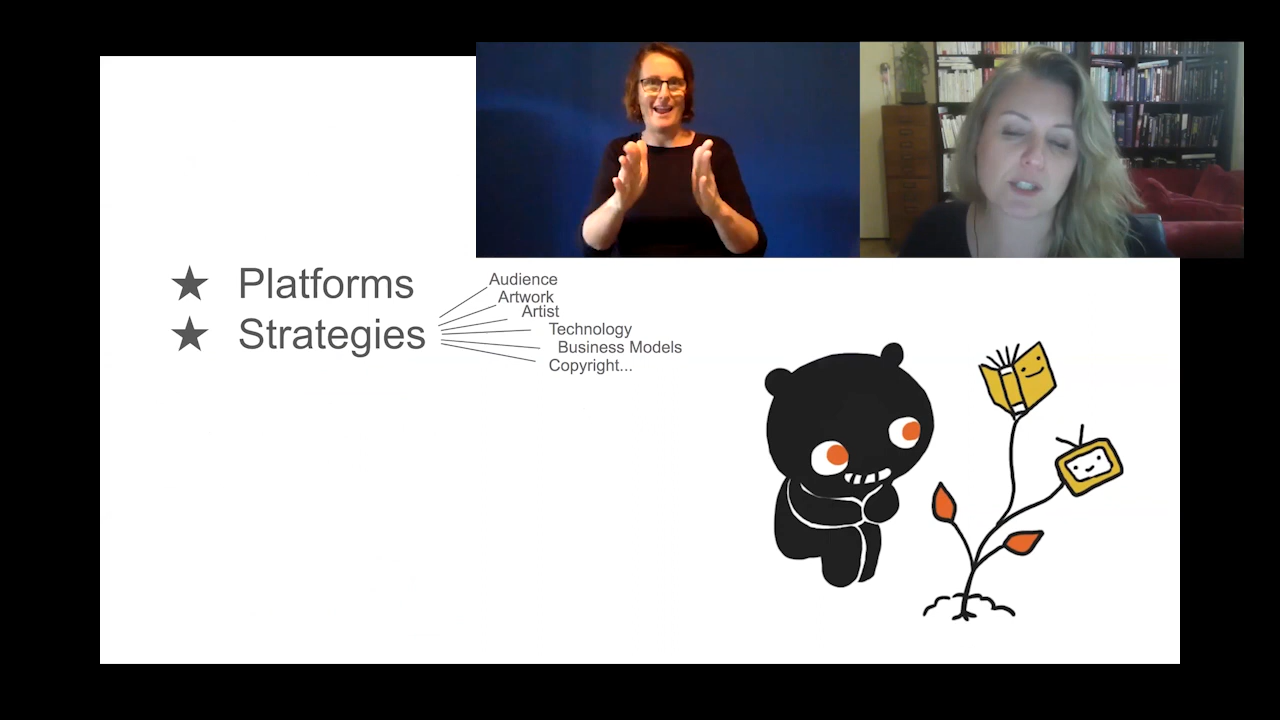 ★ Platforms
★ Strategies
Audience
Artwork
Artist
Technology
Business Models
Copyright...